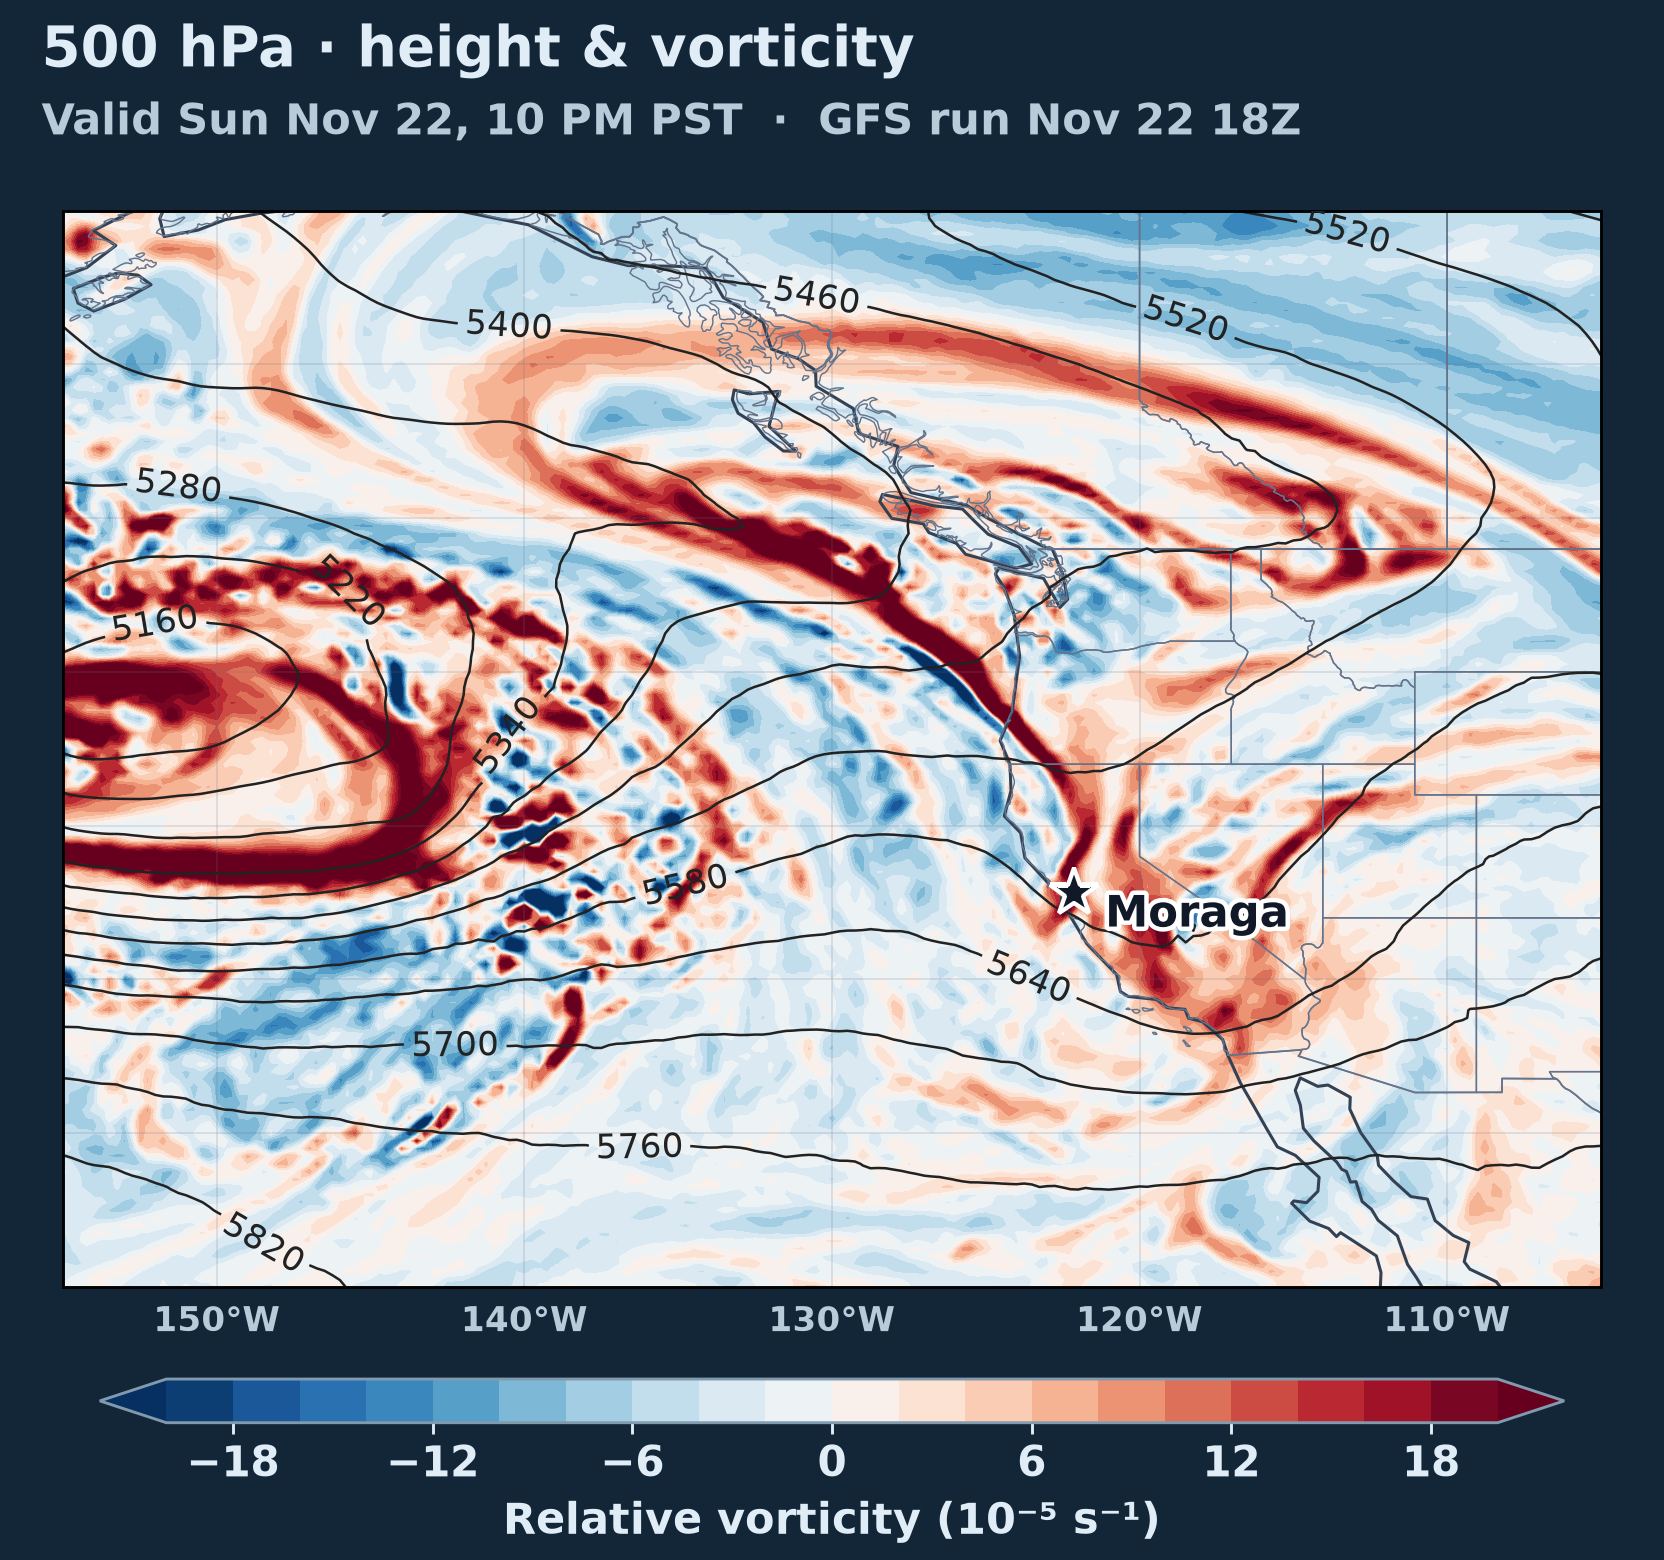 500 hPa · height & vorticity
Valid Sun Nov 22, 10 PM PST · GFS run Nov 22 18Z
5520
5460
5520
5400
5280
5220
5160
5340
5580
Moraga
5640
5700
5760
5820
150°W 140°W 130°W 120°W 110°W
−18 −12 −6 0 6 12 18
Relative vorticity (10⁻⁵ s⁻¹)